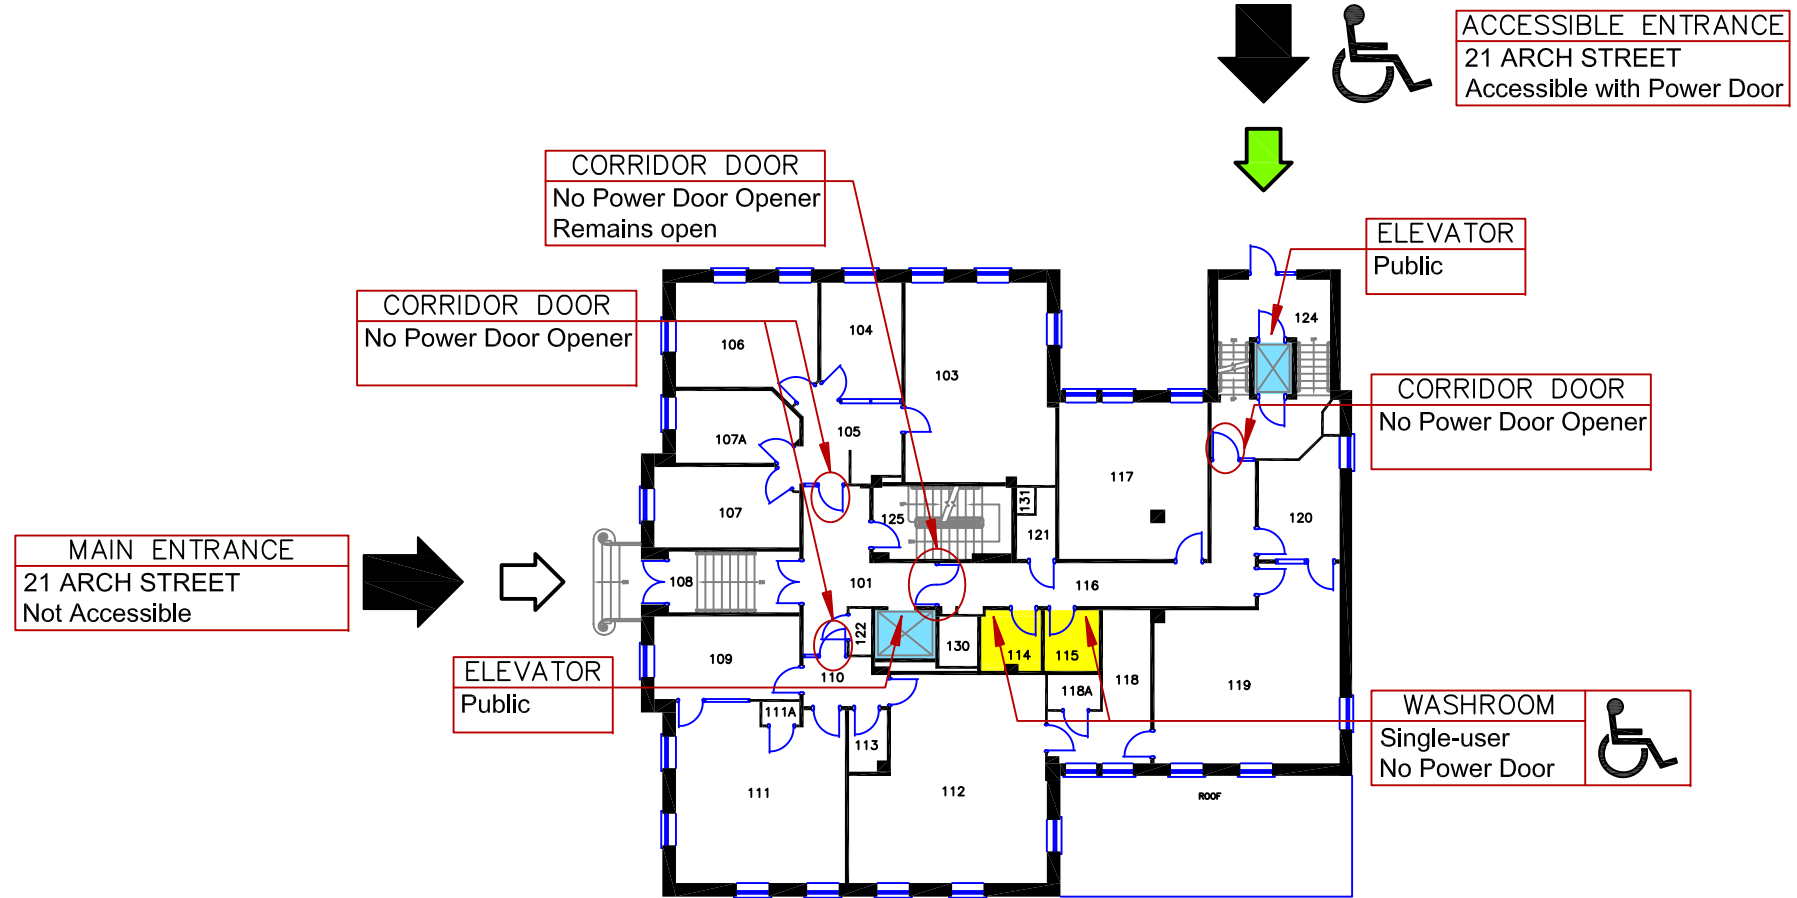 ACCESSIBLE ENTRANCE
21 ARCH STREET
Accessible with Power Door
CORRIDOR DOOR
No Power Door Opener
Remains open
ELEVATOR
Public
CORRIDOR DOOR
No Power Door Opener
CORRIDOR DOOR
No Power Door Opener
MAIN ENTRANCE
21 ARCH STREET
Not Accessible
ELEVATOR
Public
WASHROOM
Single-user
No Power Door
124
104
106
103
105
107A
117
131
107
125
120
121
108
101
116
122
130
114
115
109
110
118
118A
119
111A
113
111
112
ROOF